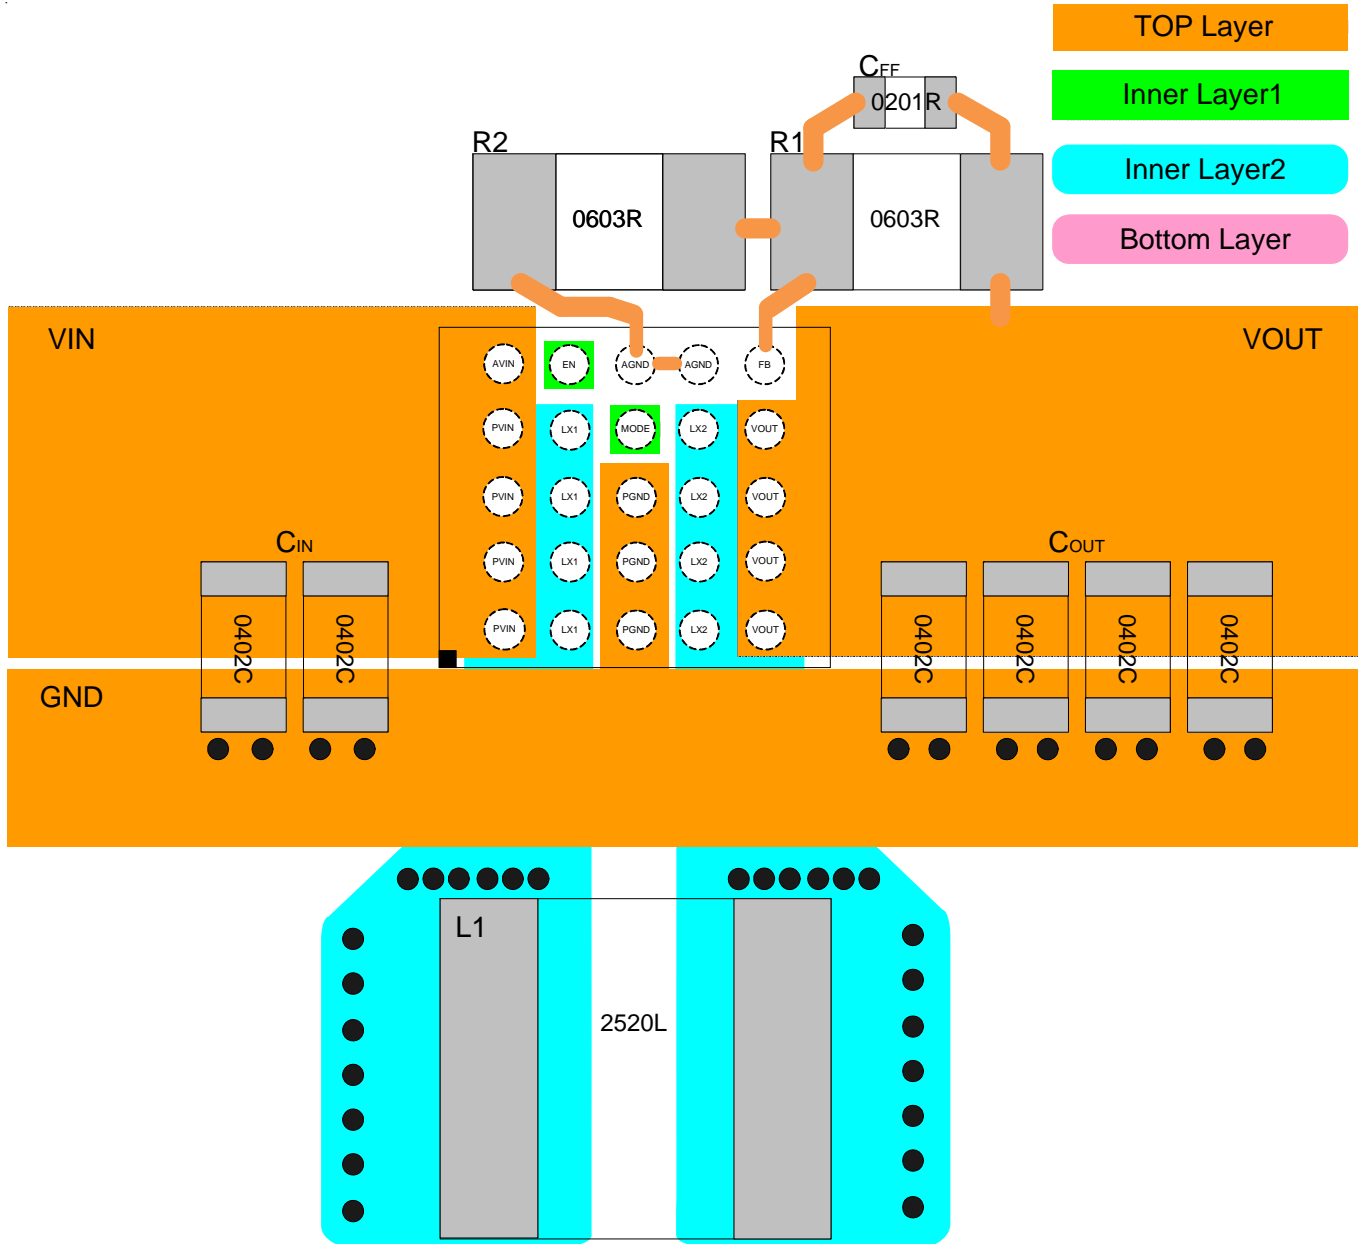 TOP Layer
CFF
0201R
Inner Layer1
R2
R1
Inner Layer2
0603R
0603R
Bottom Layer
VIN
VOUT
AVIN
EN
AGND
AGND
FB
PVIN
LX1
MODE
LX2
VOUT
PVIN
LX1
PGND
LX2
VOUT
CIN
COUT
PVIN
LX1
PGND
LX2
VOUT
PVIN
LX1
PGND
LX2
VOUT
0402C
0402C
0402C
0402C
0402C
0402C
GND
L1
2520L